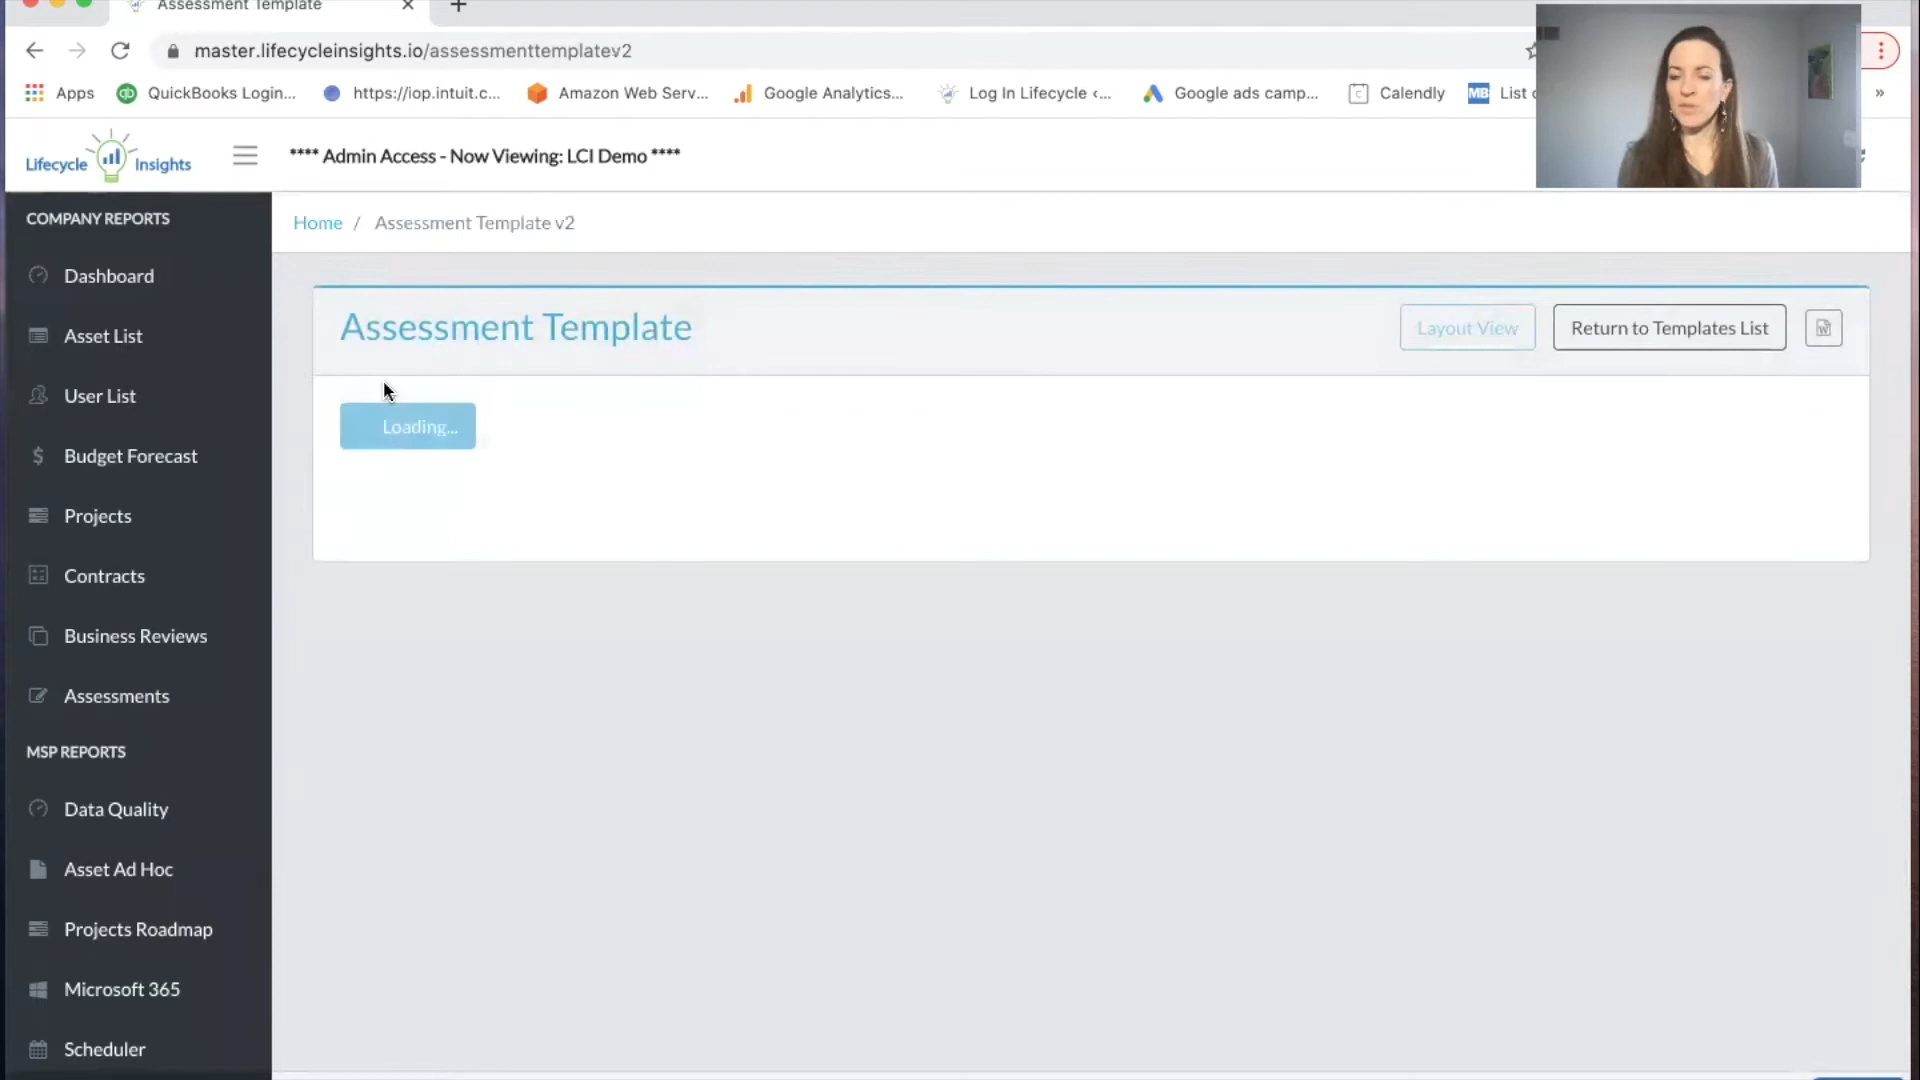 Assessment Template
master.lifecycleinsights.io/assessmenttemplatev2
Apps QuickBooks Login... https://iop.intuit.c... Amazon Web Serv... Google Analytics... Log In Lifecycle ‹... Google ads camp... Calendly MB List »
Lifecycle Insights
**** Admin Access - Now Viewing: LCI Demo ****
COMPANY REPORTS
Home / Assessment Template v2
Dashboard
Assessment Template
Layout View
Return to Templates List
Asset List
User List
Loading...
Budget Forecast
Projects
Contracts
Business Reviews
Assessments
MSP REPORTS
Data Quality
Asset Ad Hoc
Projects Roadmap
Microsoft 365
Scheduler